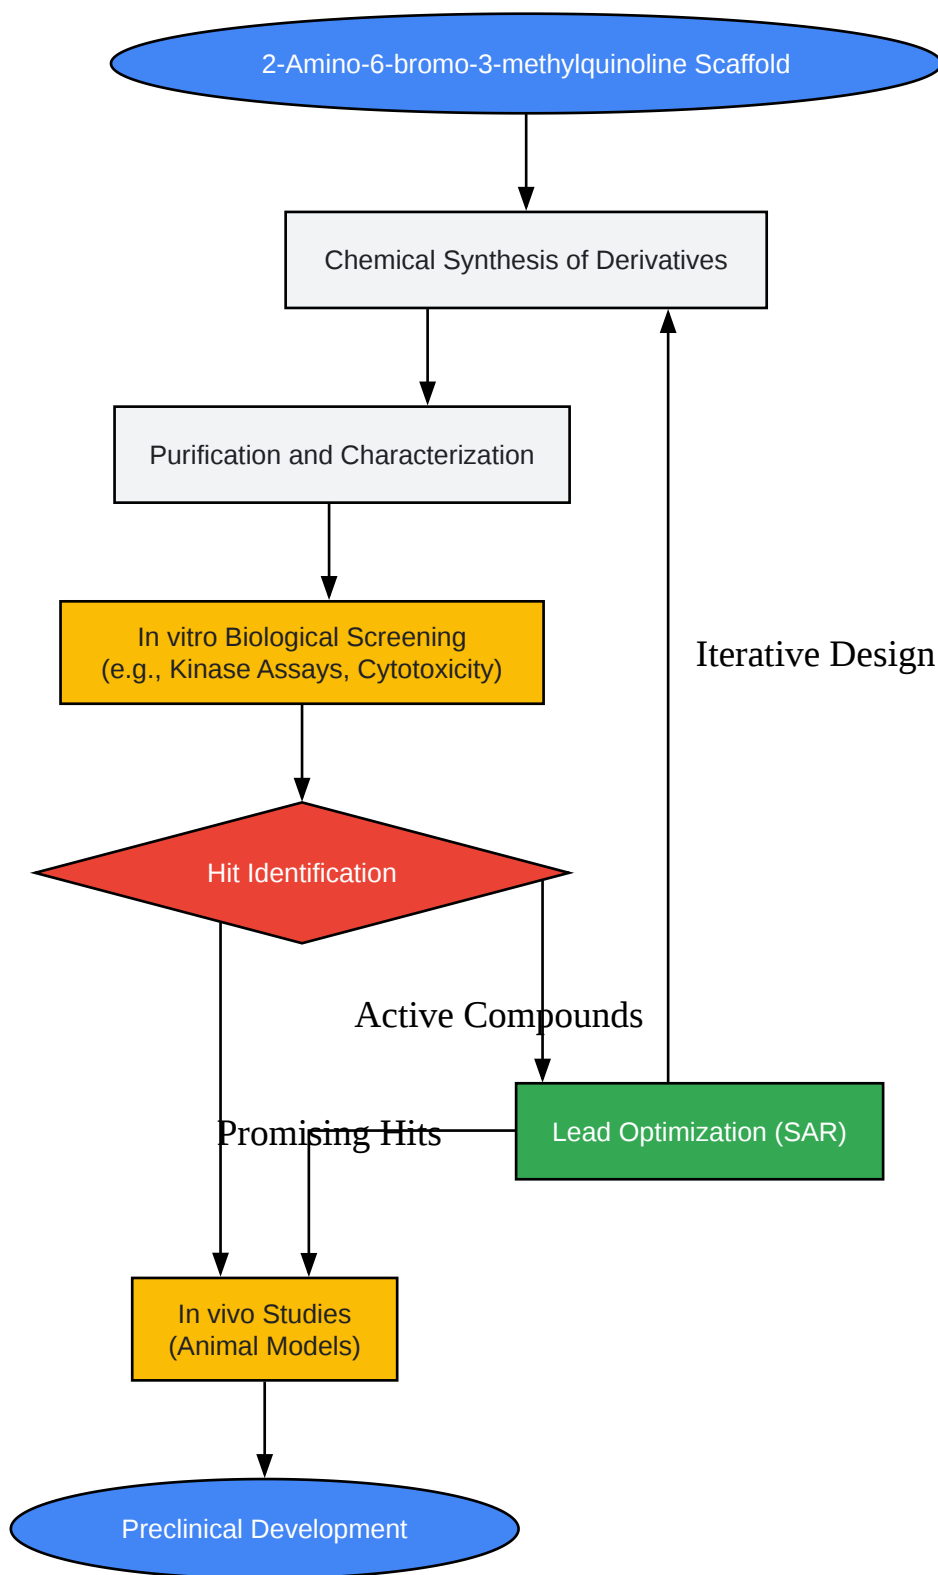 2-Amino-6-bromo-3-methylquinoline Scaffold
Chemical Synthesis of Derivatives
Purification and Characterization
In vitro Biological Screening
(e.g., Kinase Assays, Cytotoxicity)
Iterative Design
Hit Identification
Active Compounds
Promising Hits
Lead Optimization (SAR)
In vivo Studies
(Animal Models)
Preclinical Development